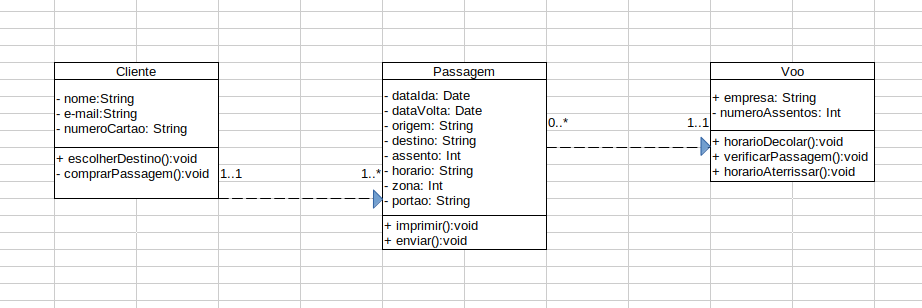 Cliente
- nome:String
- e-mail:String
- numeroCartao: String
+ escolherDestino():void
- comprarPassagem():void
1..1
1..*
Passagem
- dataIda: Date
- dataVolta: Date
- origem: String
- destino: String
- assento: Int
- horario: String
- zona: Int
- portao: String
+ imprimir():void
+ enviar():void
0..*
1..1
Voo
+ empresa: String
- numeroAssentos: Int
+ horarioDecolar():void
+ verificarPassagem():void
+ horarioAterrissar():void